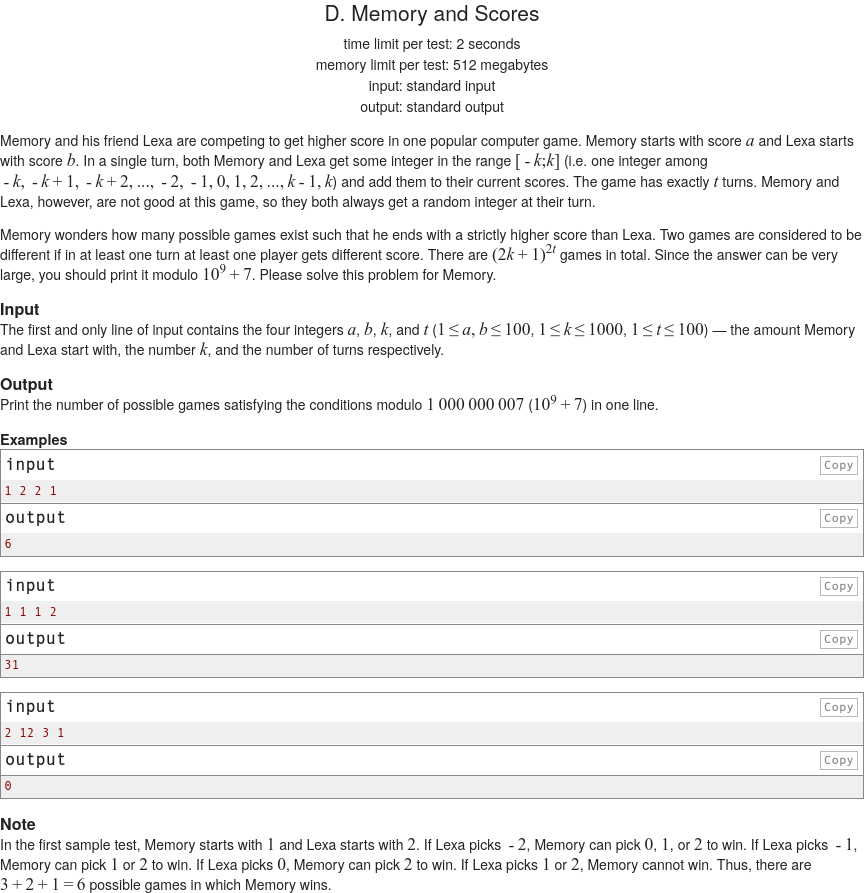 D. Memory and Scores
time limit per test: 2 seconds
memory limit per test: 512 megabytes
input: standard input
output: standard output
Memory and his friend Lexa are competing to get higher score in one popular computer game. Memory starts with score a and Lexa starts
with score b. In a single turn, both Memory and Lexa get some integer in the range [ - k;k] (i.e. one integer among
- k, - k + 1, - k + 2, ..., - 2, - 1, 0, 1, 2, ..., k - 1, k) and add them to their current scores. The game has exactly t turns. Memory and
Lexa, however, are not good at this game, so they both always get a random integer at their turn.
Memory wonders how many possible games exist such that he ends with a strictly higher score than Lexa. Two games are considered to be
different if in at least one turn at least one player gets different score. There are (2k + 1)^{2t} games in total. Since the answer can be very
large, you should print it modulo 10^9 + 7. Please solve this problem for Memory.
Input
The first and only line of input contains the four integers a, b, k, and t (1 ≤ a, b ≤ 100, 1 ≤ k ≤ 1000, 1 ≤ t ≤ 100) — the amount Memory
and Lexa start with, the number k, and the number of turns respectively.
Output
Print the number of possible games satisfying the conditions modulo 1 000 000 007 (10^9 + 7) in one line.
Examples
input Copy
1 2 2 1
output Copy
6
input Copy
1 1 1 2
output Copy
31
input Copy
2 12 3 1
output Copy
0
Note
In the first sample test, Memory starts with 1 and Lexa starts with 2. If Lexa picks - 2, Memory can pick 0, 1, or 2 to win. If Lexa picks - 1,
Memory can pick 1 or 2 to win. If Lexa picks 0, Memory can pick 2 to win. If Lexa picks 1 or 2, Memory cannot win. Thus, there are
3 + 2 + 1 = 6 possible games in which Memory wins.